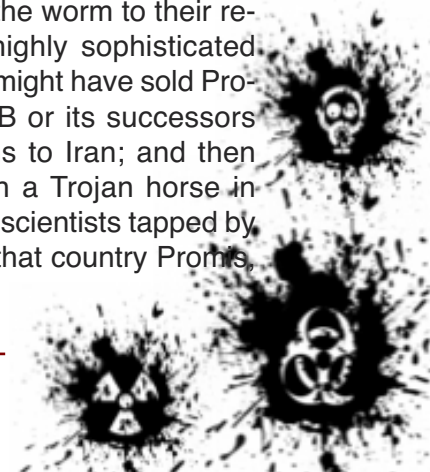 he worm to their re-
highly sophisticated
might have sold Pro-
B or its successors
s to Iran; and then
n a Trojan horse in
scientists tapped by
that country Promis,